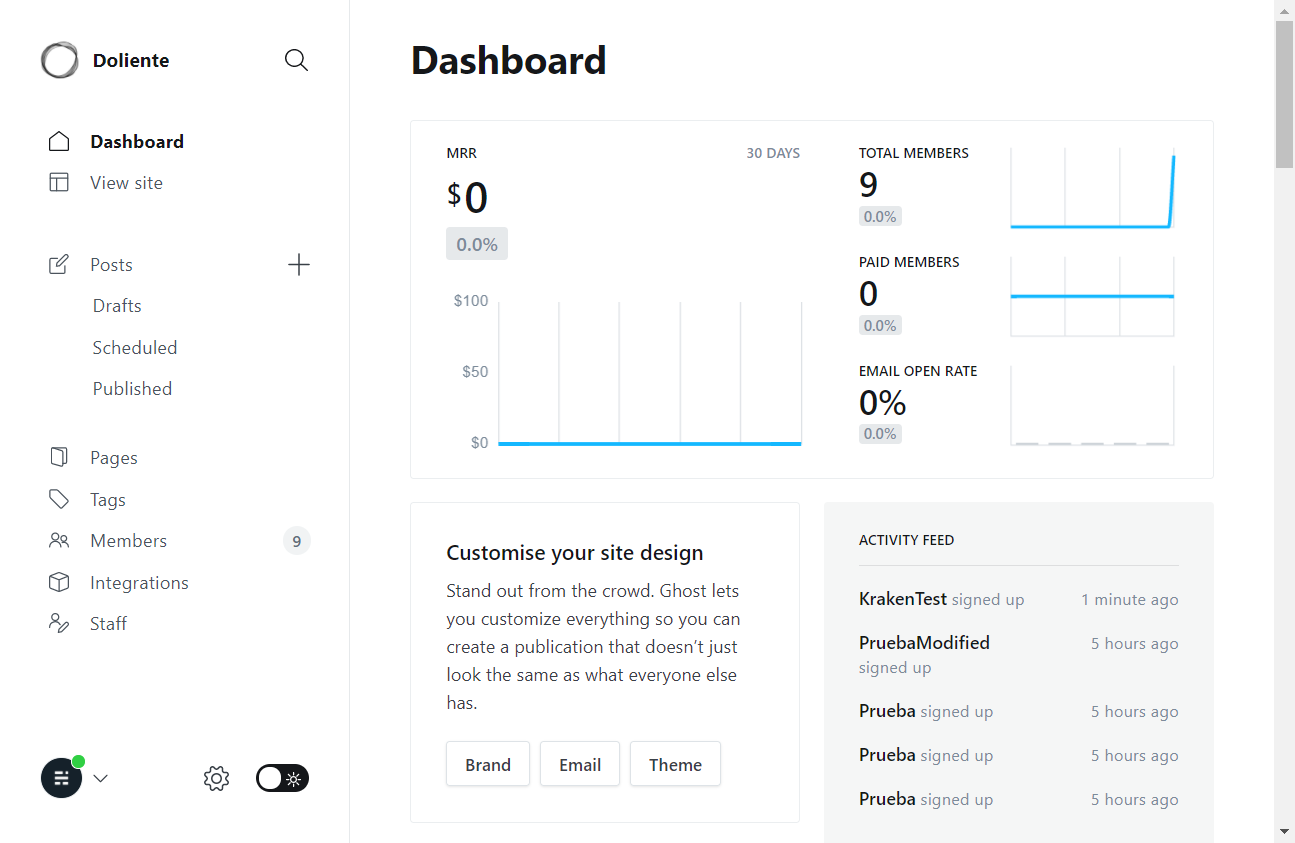 Doliente
Dashboard
View site
Posts
Drafts
Scheduled
Published
Pages
Tags
Members
9
Integrations
Staff
Dashboard
MRR
30 DAYS
$0
0.0%
$100
$50
$0
TOTAL MEMBERS
9
0.0%
PAID MEMBERS
0
0.0%
EMAIL OPEN RATE
0%
0.0%
Customise your site design
Stand out from the crowd. Ghost lets
you customize everything so you can
create a publication that doesn’t just
look the same as what everyone else
has.
Brand
Email
Theme
ACTIVITY FEED
KrakenTest signed up 1 minute ago
PruebaModified 5 hours ago
signed up
Prueba signed up 5 hours ago
Prueba signed up 5 hours ago
Prueba signed up 5 hours ago